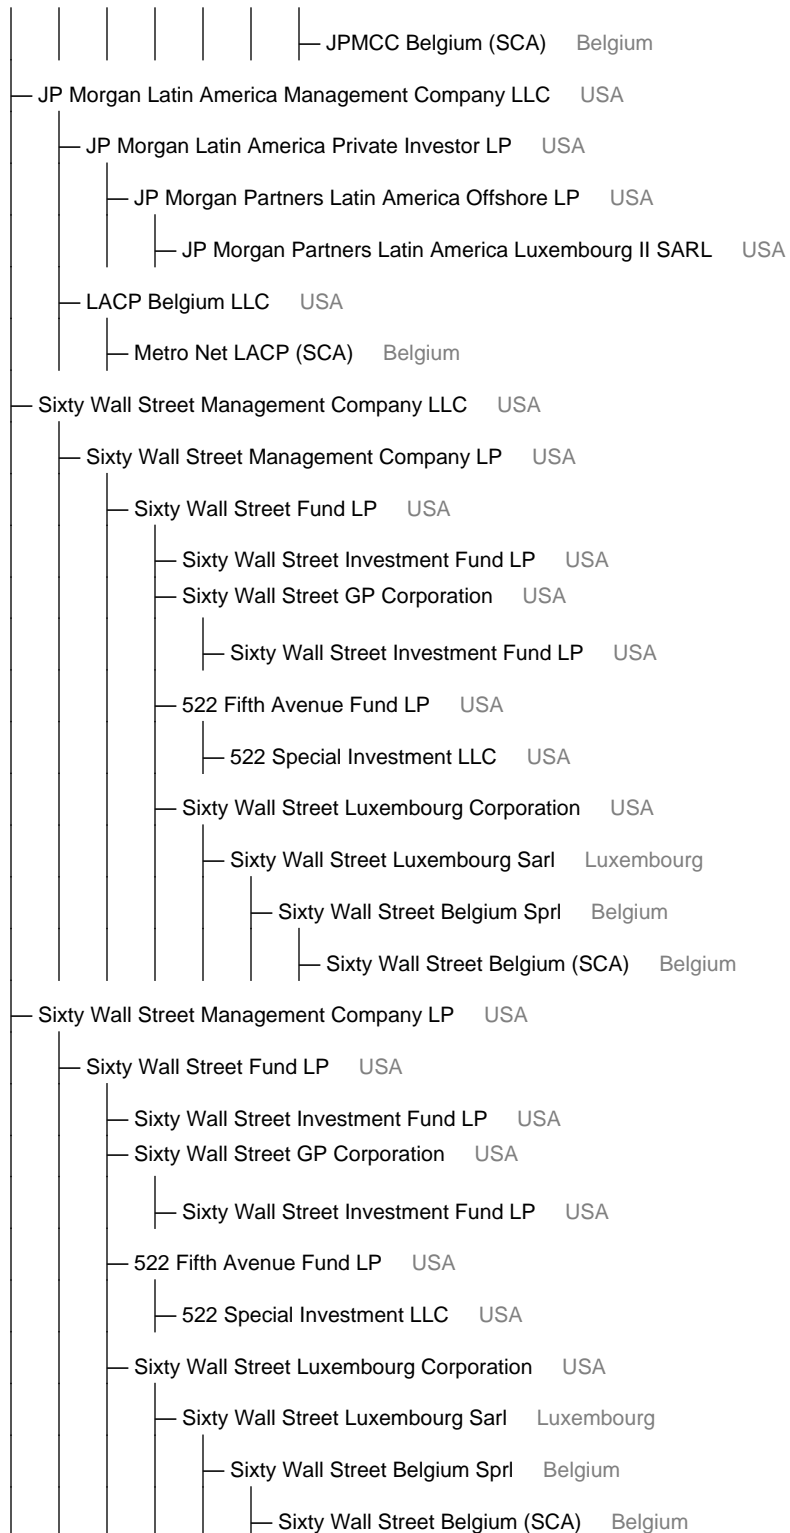 JPMCC Belgium (SCA) Belgium
JP Morgan Latin America Management Company LLC USA
JP Morgan Latin America Private Investor LP USA
JP Morgan Partners Latin America Offshore LP USA
JP Morgan Partners Latin America Luxembourg II SARL USA
LACP Belgium LLC USA
Metro Net LACP (SCA) Belgium
Sixty Wall Street Management Company LLC USA
Sixty Wall Street Management Company LP USA
Sixty Wall Street Fund LP USA
Sixty Wall Street Investment Fund LP USA
Sixty Wall Street GP Corporation USA
Sixty Wall Street Investment Fund LP USA
522 Fifth Avenue Fund LP USA
522 Special Investment LLC USA
Sixty Wall Street Luxembourg Corporation USA
Sixty Wall Street Luxembourg Sarl Luxembourg
Sixty Wall Street Belgium Sprl Belgium
Sixty Wall Street Belgium (SCA) Belgium
Sixty Wall Street Management Company LP USA
Sixty Wall Street Fund LP USA
Sixty Wall Street Investment Fund LP USA
Sixty Wall Street GP Corporation USA
Sixty Wall Street Investment Fund LP USA
522 Fifth Avenue Fund LP USA
522 Special Investment LLC USA
Sixty Wall Street Luxembourg Corporation USA
Sixty Wall Street Luxembourg Sarl Luxembourg
Sixty Wall Street Belgium Sprl Belgium
Sixty Wall Street Belgium (SCA) Belgium